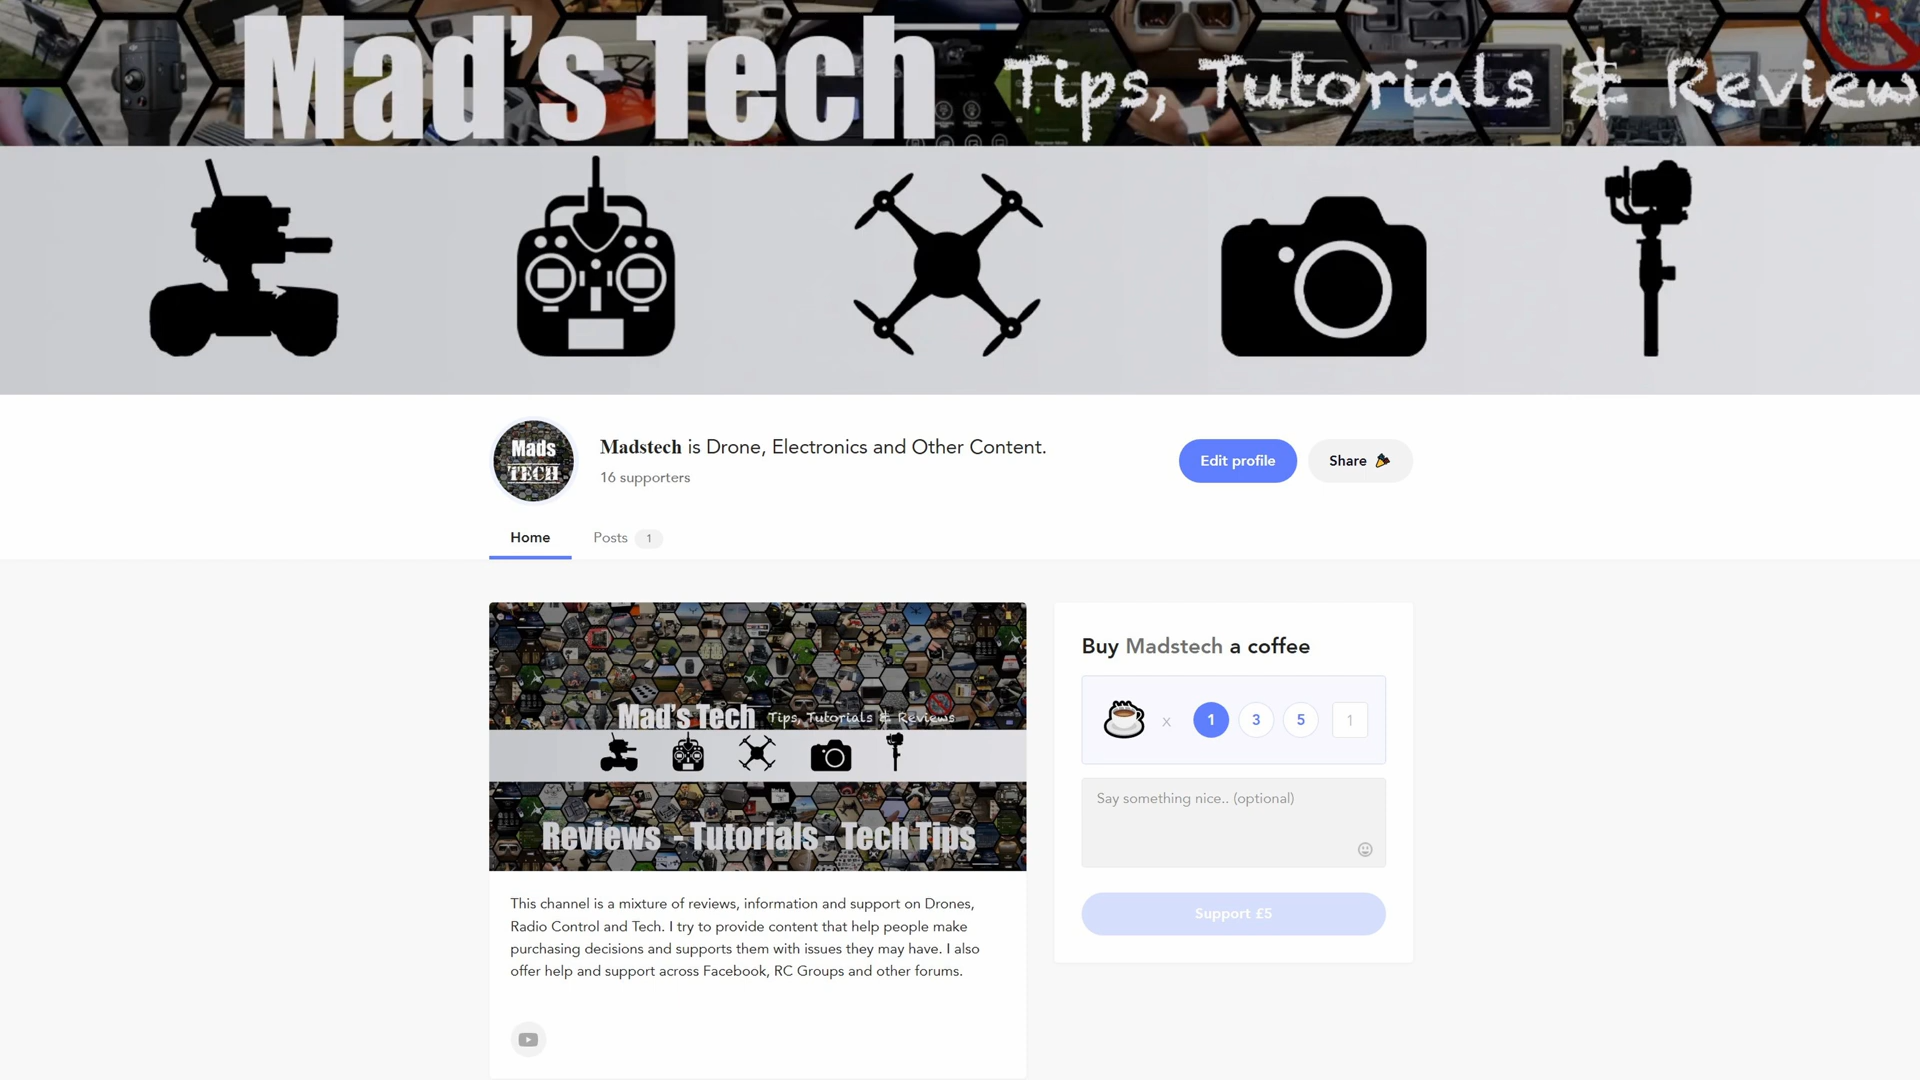 Mad's Tech Tips, Tutorials & Reviews
Mads
TECH
Madstech is Drone, Electronics and Other Content.
16 supporters
Edit profile
Share
Home
Posts 1
Mad's Tech Tips, Tutorials & Reviews
Reviews - Tutorials - Tech Tips
This channel is a mixture of reviews, information and support on Drones,
Radio Control and Tech. I try to provide content that help people make
purchasing decisions and supports them with issues they may have. I also
offer help and support across Facebook, RC Groups and other forums.
Buy Madstech a coffee
x 1 3 5 1
Say something nice.. (optional)
Support £5